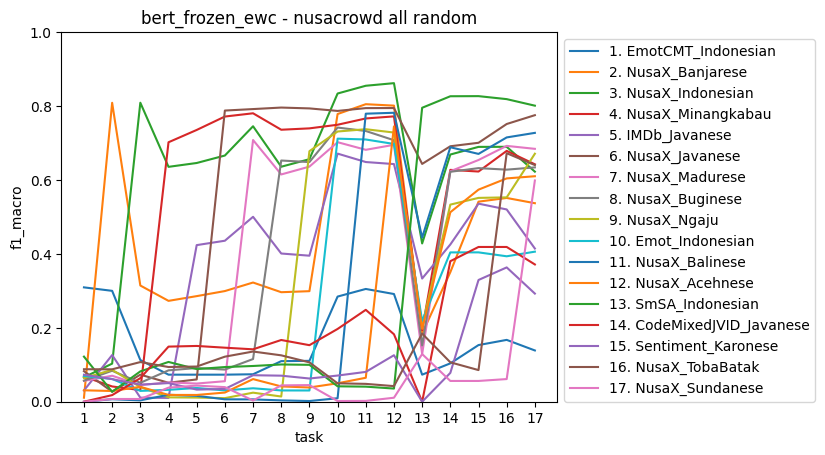 bert_frozen_ewc - nusacrowd all random
f1_macro
1.0
0.8
0.6
0.4
0.2
0.0
1 2 3 4 5 6 7 8 9 10 11 12 13 14 15 16 17
task
1. EmotCMT_Indonesian
2. NusaX_Banjarese
3. NusaX_Indonesian
4. NusaX_Minangkabau
5. IMDb_Javanese
6. NusaX_Javanese
7. NusaX_Madurese
8. NusaX_Buginese
9. NusaX_Ngaju
10. Emot_Indonesian
11. NusaX_Balinese
12. NusaX_Acehnese
13. SmSA_Indonesian
14. CodeMixedJVID_Javanese
15. Sentiment_Karonese
16. NusaX_TobaBatak
17. NusaX_Sundanese